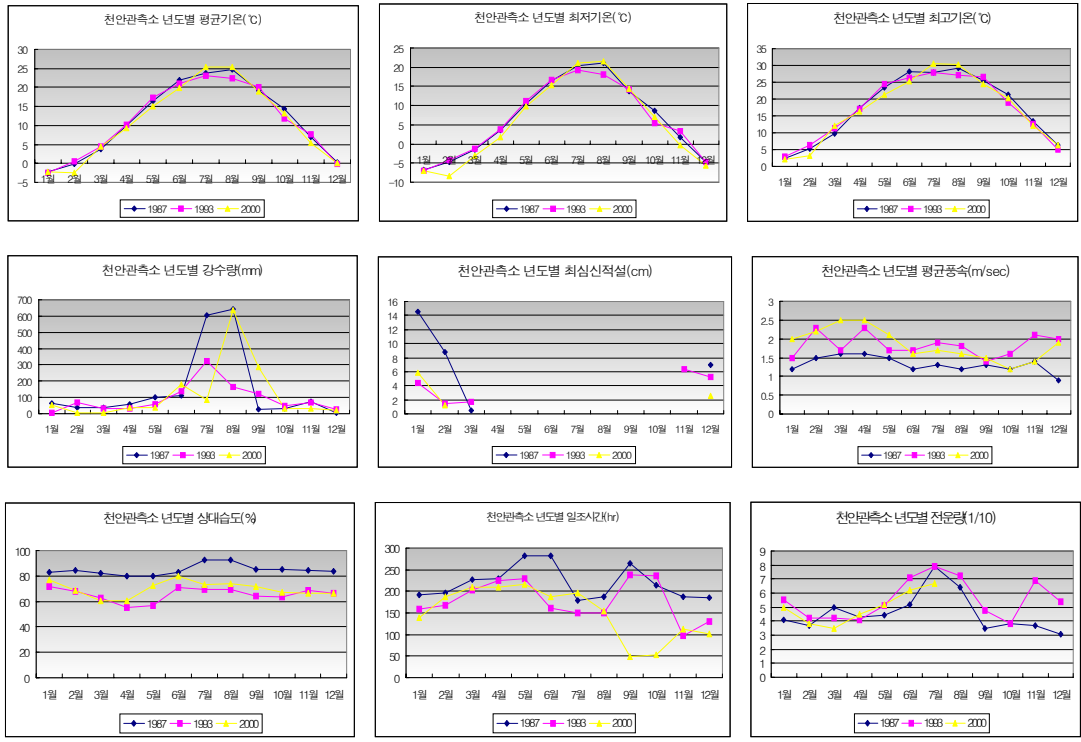 천안관측소 년도별 평균기온(℃)
30
25
20
15
10
5
0
-5
1월 2월 3월 4월 5월 6월 7월 8월 9월 10월 11월 12월
1987 1993 2000
천안관측소 년도별 최저기온(℃)
25
20
15
10
5
0
-5
-10
1월 2월 3월 4월 5월 6월 7월 8월 9월 10월 11월 12월
1987 1993 2000
천안관측소 년도별 최고기온(℃)
35
30
25
20
15
10
5
0
1월 2월 3월 4월 5월 6월 7월 8월 9월 10월 11월 12월
1987 1993 2000
천안관측소 년도별 강수량(mm)
700
600
500
400
300
200
100
0
1월 2월 3월 4월 5월 6월 7월 8월 9월 10월 11월 12월
1987 1993 2000
천안관측소 년도별 최심신적설(cm)
16
14
12
10
8
6
4
2
0
1월 2월 3월 4월 5월 6월 7월 8월 9월 10월 11월 12월
1987 1993 2000
천안관측소 년도별 평균풍속(m/sec)
3
2.5
2
1.5
1
0.5
0
1월 2월 3월 4월 5월 6월 7월 8월 9월 10월 11월 12월
1987 1993 2000
천안관측소 년도별 상대습도(%)
100
80
60
40
20
0
1월 2월 3월 4월 5월 6월 7월 8월 9월 10월 11월 12월
1987 1993 2000
천안관측소 년도별 일조시간(hr)
300
250
200
150
100
50
0
1월 2월 3월 4월 5월 6월 7월 8월 9월 10월 11월 12월
1987 1993 2000
천안관측소 년도별 전운량(1/10)
9
8
7
6
5
4
3
2
1
0
1월 2월 3월 4월 5월 6월 7월 8월 9월 10월 11월 12월
1987 1993 2000